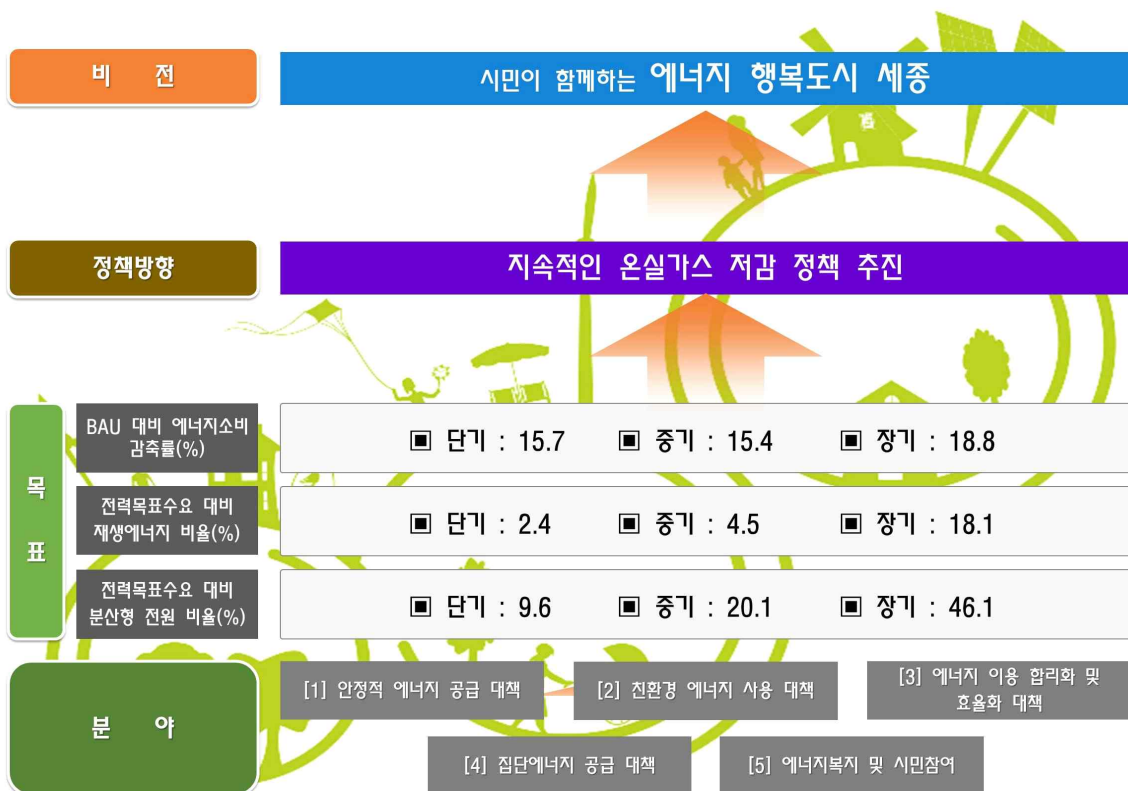 비 전
시민이 함께하는 에너지 행복도시 세종
정책방향
지속적인 온실가스 저감 정책 추진
목
표
BAU 대비 에너지소비
감축률(%)
▣ 단기 : 15.7 ▣ 중기 : 15.4 ▣ 장기 : 18.8
전력목표수요 대비
재생에너지 비율(%)
▣ 단기 : 2.4 ▣ 중기 : 4.5 ▣ 장기 : 18.1
전력목표수요 대비
분산형 전원 비율(%)
▣ 단기 : 9.6 ▣ 중기 : 20.1 ▣ 장기 : 46.1
분 야
[1] 안정적 에너지 공급 대책
[2] 친환경 에너지 사용 대책
[3] 에너지 이용 합리화 및
효율화 대책
[4] 집단에너지 공급 대책
[5] 에너지복지 및 시민참여